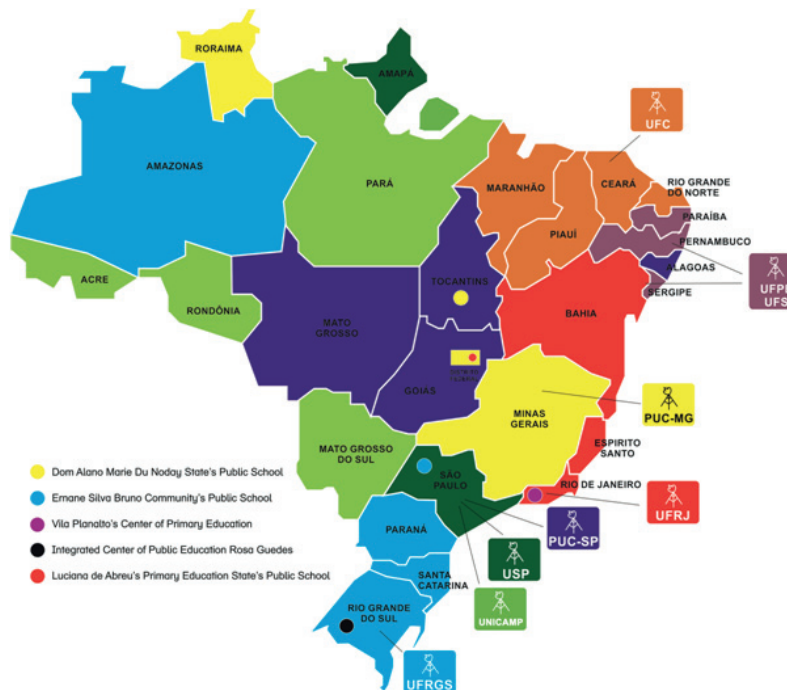 RORAIMA
AMAPÁ
UFC
AMAZONAS
PARÁ
MARANHÃO
CEARÁ
RIO GRANDE
DO NORTE
PIAUÍ
PARAÍBA
PERNAMBUCO
ALAGOAS
SERGIPE
UFPE
UFS
ACRE
RONDÔNIA
TOCANTINS
MATO
GROSSO
BAHIA
GOIÁS
MINAS
GERAIS
PUC-MG
MATO GROSSO
DO SUL
ESPIRITO
SANTO
SÃO
PAULO
RIO DE JANEIRO
UFRJ
PUC-SP
USP
UNICAMP
PARANÁ
SANTA
CATARINA
RIO GRANDE
DO SUL
UFRGS
Dom Alano Marie Du Noday State's Public School
Ernane Silva Bruno Community's Public School
Vila Planalto's Center of Primary Education
Integrated Center of Public Education Rosa Guedes
Luciana de Abreu's Primary Education State's Public School